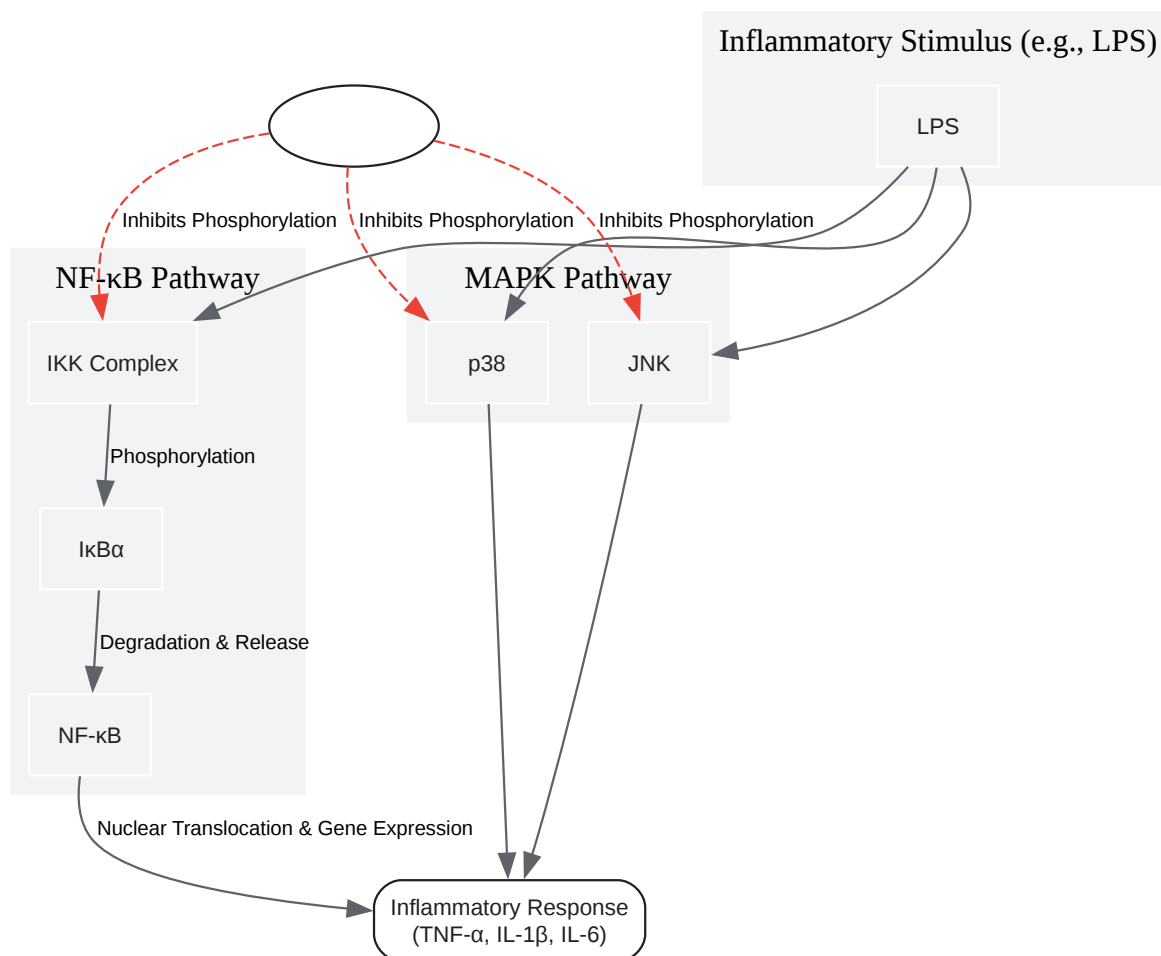 Inflammatory Stimulus (e.g., LPS)
LPS
Inhibits Phosphorylation
Inhibits Phosphorylation
Inhibits Phosphorylation
NF-κB Pathway
MAPK Pathway
IKK Complex
p38
JNK
Phosphorylation
IκBα
Degradation & Release
NF-κB
Nuclear Translocation & Gene Expression
Inflammatory Response
(TNF-α, IL-1β, IL-6)